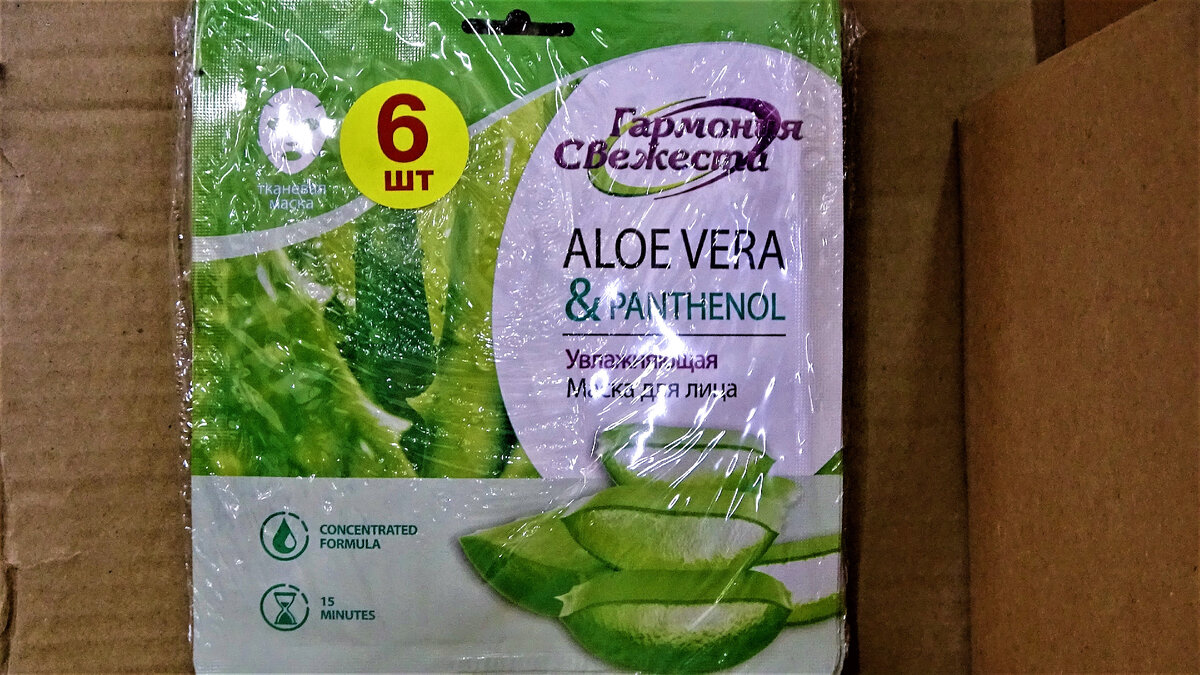 6
шт
тканевая
маска
Гармония
Свежести
ALOE VERA
& PANTHENOL
Увлажняющая
Маска для лица
CONCENTRATED
FORMULA
15
MINUTES